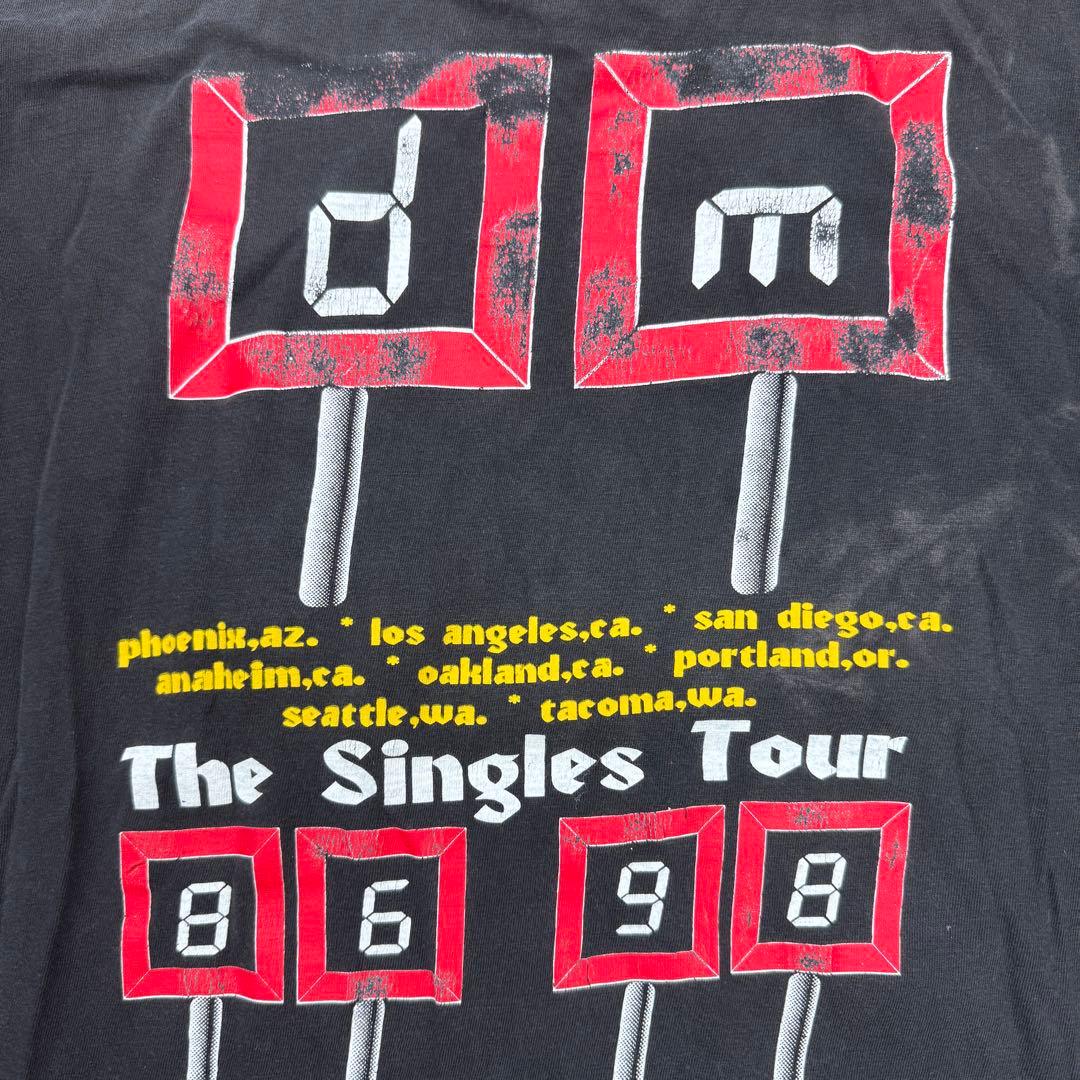 d m
phoenix,az. * los angeles,ca. * san diego,ca.
anaheim,ca. * oakland,ca. * portland,or.
seattle,wa. * tacoma,wa.
The Singles Tour
8 6 9 8